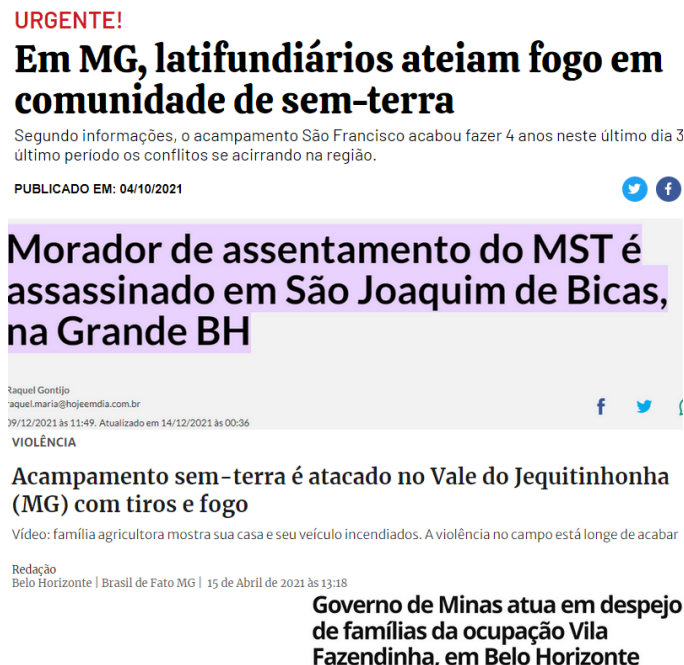 URGENTE!
Em MG, latifundiários ateiam fogo em
comunidade de sem-terra
Segundo informações, o acampamento São Francisco acabou fazer 4 anos neste último dia 3
último período os conflitos se acirrando na região.
PUBLICADO EM: 04/10/2021
Morador de assentamento do MST é
assassinado em São Joaquim de Bicas,
na Grande BH
Raquel Gontijo
raquel.maria@hojeemdia.com.br
09/12/2021 às 11:49. Atualizado em 14/12/2021 às 00:36
VIOLÊNCIA
Acampamento sem-terra é atacado no Vale do Jequitinhonha
(MG) com tiros e fogo
Vídeo: família agricultora mostra sua casa e seu veículo incendiados. A violência no campo está longe de acabar
Redação
Belo Horizonte | Brasil de Fato MG | 15 de Abril de 2021 às 13:18
Governo de Minas atua em despejo
de famílias da ocupação Vila
Fazendinha, em Belo Horizonte